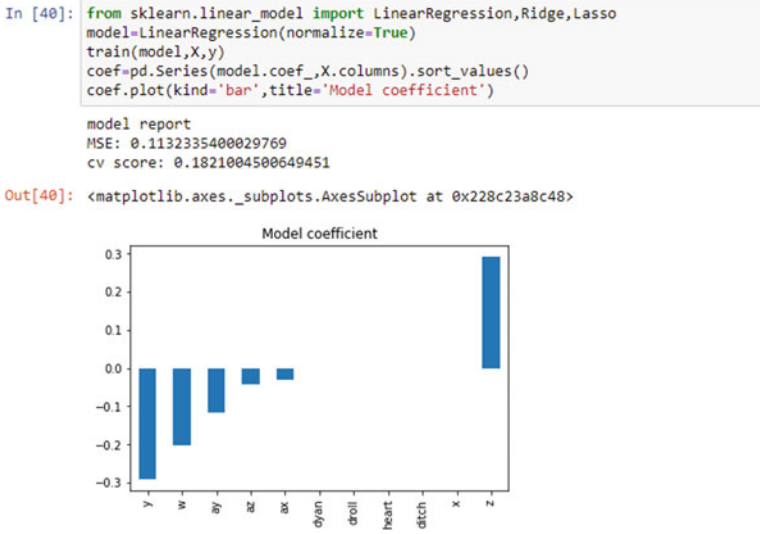 In [40]: from sklearn.linear_model import LinearRegression,Ridge,Lasso
model=LinearRegression(normalize=True)
train(model,X,y)
coef=pd.Series(model.coef_,X.columns).sort_values()
coef.plot(kind='bar',title='Model coefficient')
model report
MSE: 0.1132335400029769
cv score: 0.1821004500649451
Out[40]: <matplotlib.axes._subplots.AxesSubplot at 0x228c23a8c48>
Model coefficient
0.3
0.2
0.1
0.0
−0.1
−0.2
−0.3
y w ay az ax dyan droll heart ditch x z